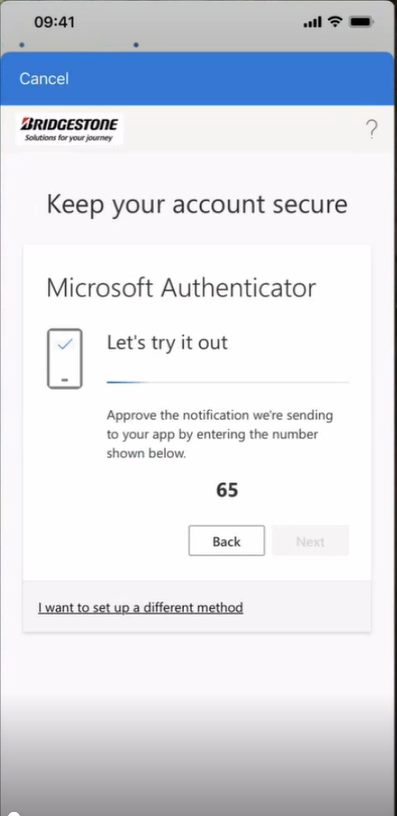 09:41
Cancel
BRIDGESTONE
Solutions for your journey
?
Keep your account secure
Microsoft Authenticator
Let's try it out
Approve the notification we're sending
to your app by entering the number
shown below.
65
Back
Next
I want to set up a different method